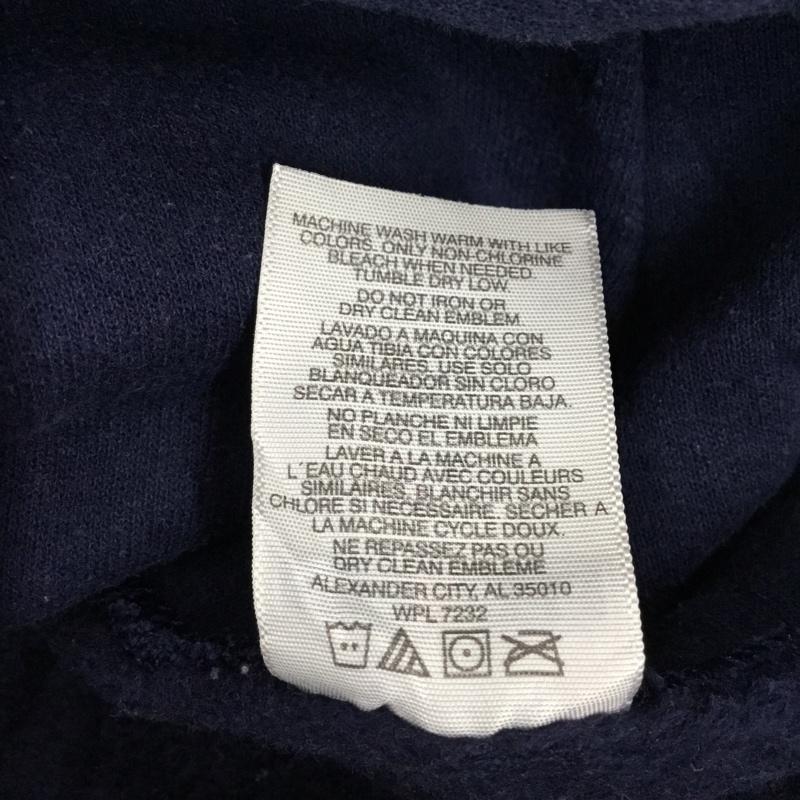 MACHINE WASH WARM WITH LIKE
COLORS. ONLY NON-CHLORINE
BLEACH WHEN NEEDED
TUMBLE DRY LOW
DO NOT IRON OR
DRY CLEAN EMBLEM
LAVADO A MAQUINA CON
AGUA TIBIA CON COLORES
SIMILARES. USE SOLO
BLANQUEADOR SIN CLORO
SECAR A TEMPERATURA BAJA.
NO PLANCHE NI LIMPIE
EN SECO EL EMBLEMA
LAVER A LA MACHINE A
L'EAU CHAUD AVEC COULEURS
SIMILAIRES. BLANCHIR SANS
CHLORE SI NECESSAIRE. SECHER A
LA MACHINE CYCLE DOUX.
NE REPASSEZ PAS OU
DRY CLEAN EMBLEME
ALEXANDER CITY, AL 35010
WPL 7232